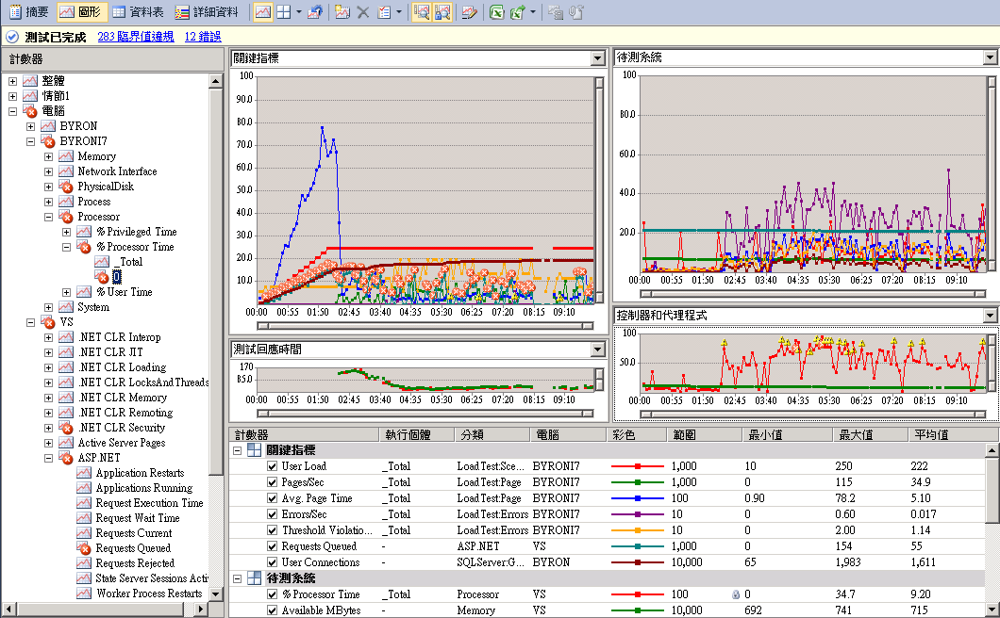 摘要 圖形 資料表 詳細資料
測試已完成 283 臨界值違規 12 錯誤
計數器
整體
情節1
電腦
BYRON
BYRONI7
Memory
Network Interface
PhysicalDisk
Process
Processor
% Privileged Time
% Processor Time
_Total
0
% User Time
System
VS
.NET CLR Interop
.NET CLR JIT
.NET CLR Loading
.NET CLR LocksAndThreads
.NET CLR Memory
.NET CLR Remoting
.NET CLR Security
Active Server Pages
ASP.NET
Application Restarts
Applications Running
Request Execution Time
Request Wait Time
Requests Current
Requests Queued
Requests Rejected
State Server Sessions Acti
Worker Process Restarts
關鍵指標
100
90.0
80.0
70.0
60.0
50.0
40.0
30.0
20.0
10.0
00:00 00:55 01:50 02:45 03:40 04:35 05:30 06:25 07:20 08:15 09:10
測試回應時間
170
85.0
00:00 00:55 01:50 02:45 03:40 04:35 05:30 06:25 07:20 08:15 09:10
待測系統
100
80.0
60.0
40.0
20.0
00:00 00:55 01:50 02:45 03:40 04:35 05:30 06:25 07:20 08:15 09:10
控制器和代理程式
100
50.0
00:00 00:55 01:50 02:45 03:40 04:35 05:30 06:25 07:20 08:15 09:10
計數器 執行個體 分類 電腦 彩色 範圍 最小值 最大值 平均值
關鍵指標
User Load _Total LoadTest:Sce... BYRONI7 1,000 10 250 222
Pages/Sec _Total LoadTest:Page BYRONI7 1,000 0 115 34.9
Avg. Page Time _Total LoadTest:Page BYRONI7 100 0.90 78.2 5.10
Errors/Sec _Total LoadTest:Errors BYRONI7 10 0 0.60 0.017
Threshold Violatio... _Total LoadTest:Errors BYRONI7 10 0 2.00 1.14
Requests Queued - ASP.NET VS 1,000 0 154 55
User Connections - SQLServer:G... BYRON 10,000 65 1,983 1,611
待測系統
% Processor Time _Total Processor VS 100 0 34.7 9.20
Available MBytes - Memory VS 10,000 692 741 715